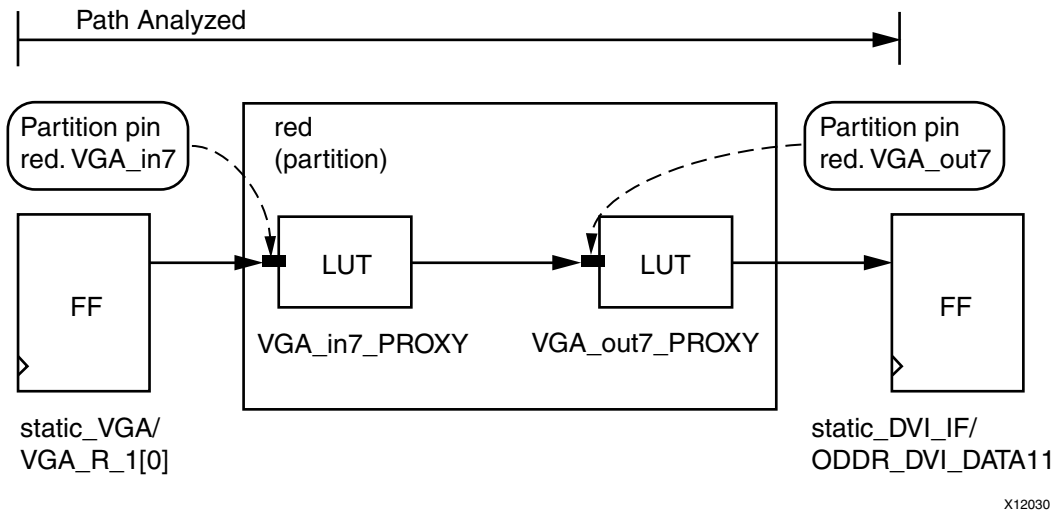 Path Analyzed
Partition pin
red. VGA_in7
red
(partition)
Partition pin
red. VGA_out7
FF
LUT
LUT
FF
VGA_in7_PROXY
VGA_out7_PROXY
static_VGA/
VGA_R_1[0]
static_DVI_IF/
ODDR_DVI_DATA11
X12030